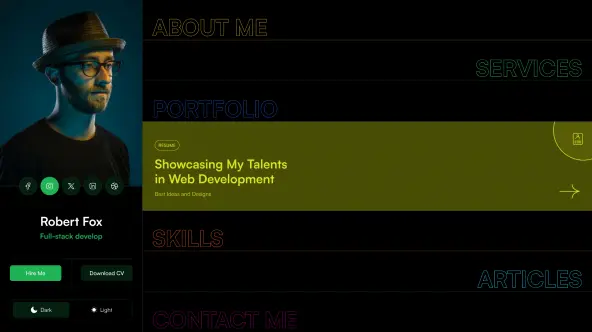 ABOUT ME
SERVICES
PORTFOLIO
RESUME
Showcasing My Talents
in Web Development
Best Ideas and Designs
SKILLS
ARTICLES
CONTACT ME
Robert Fox
Full-stack develop
Hire Me
Download CV
Dark
Light